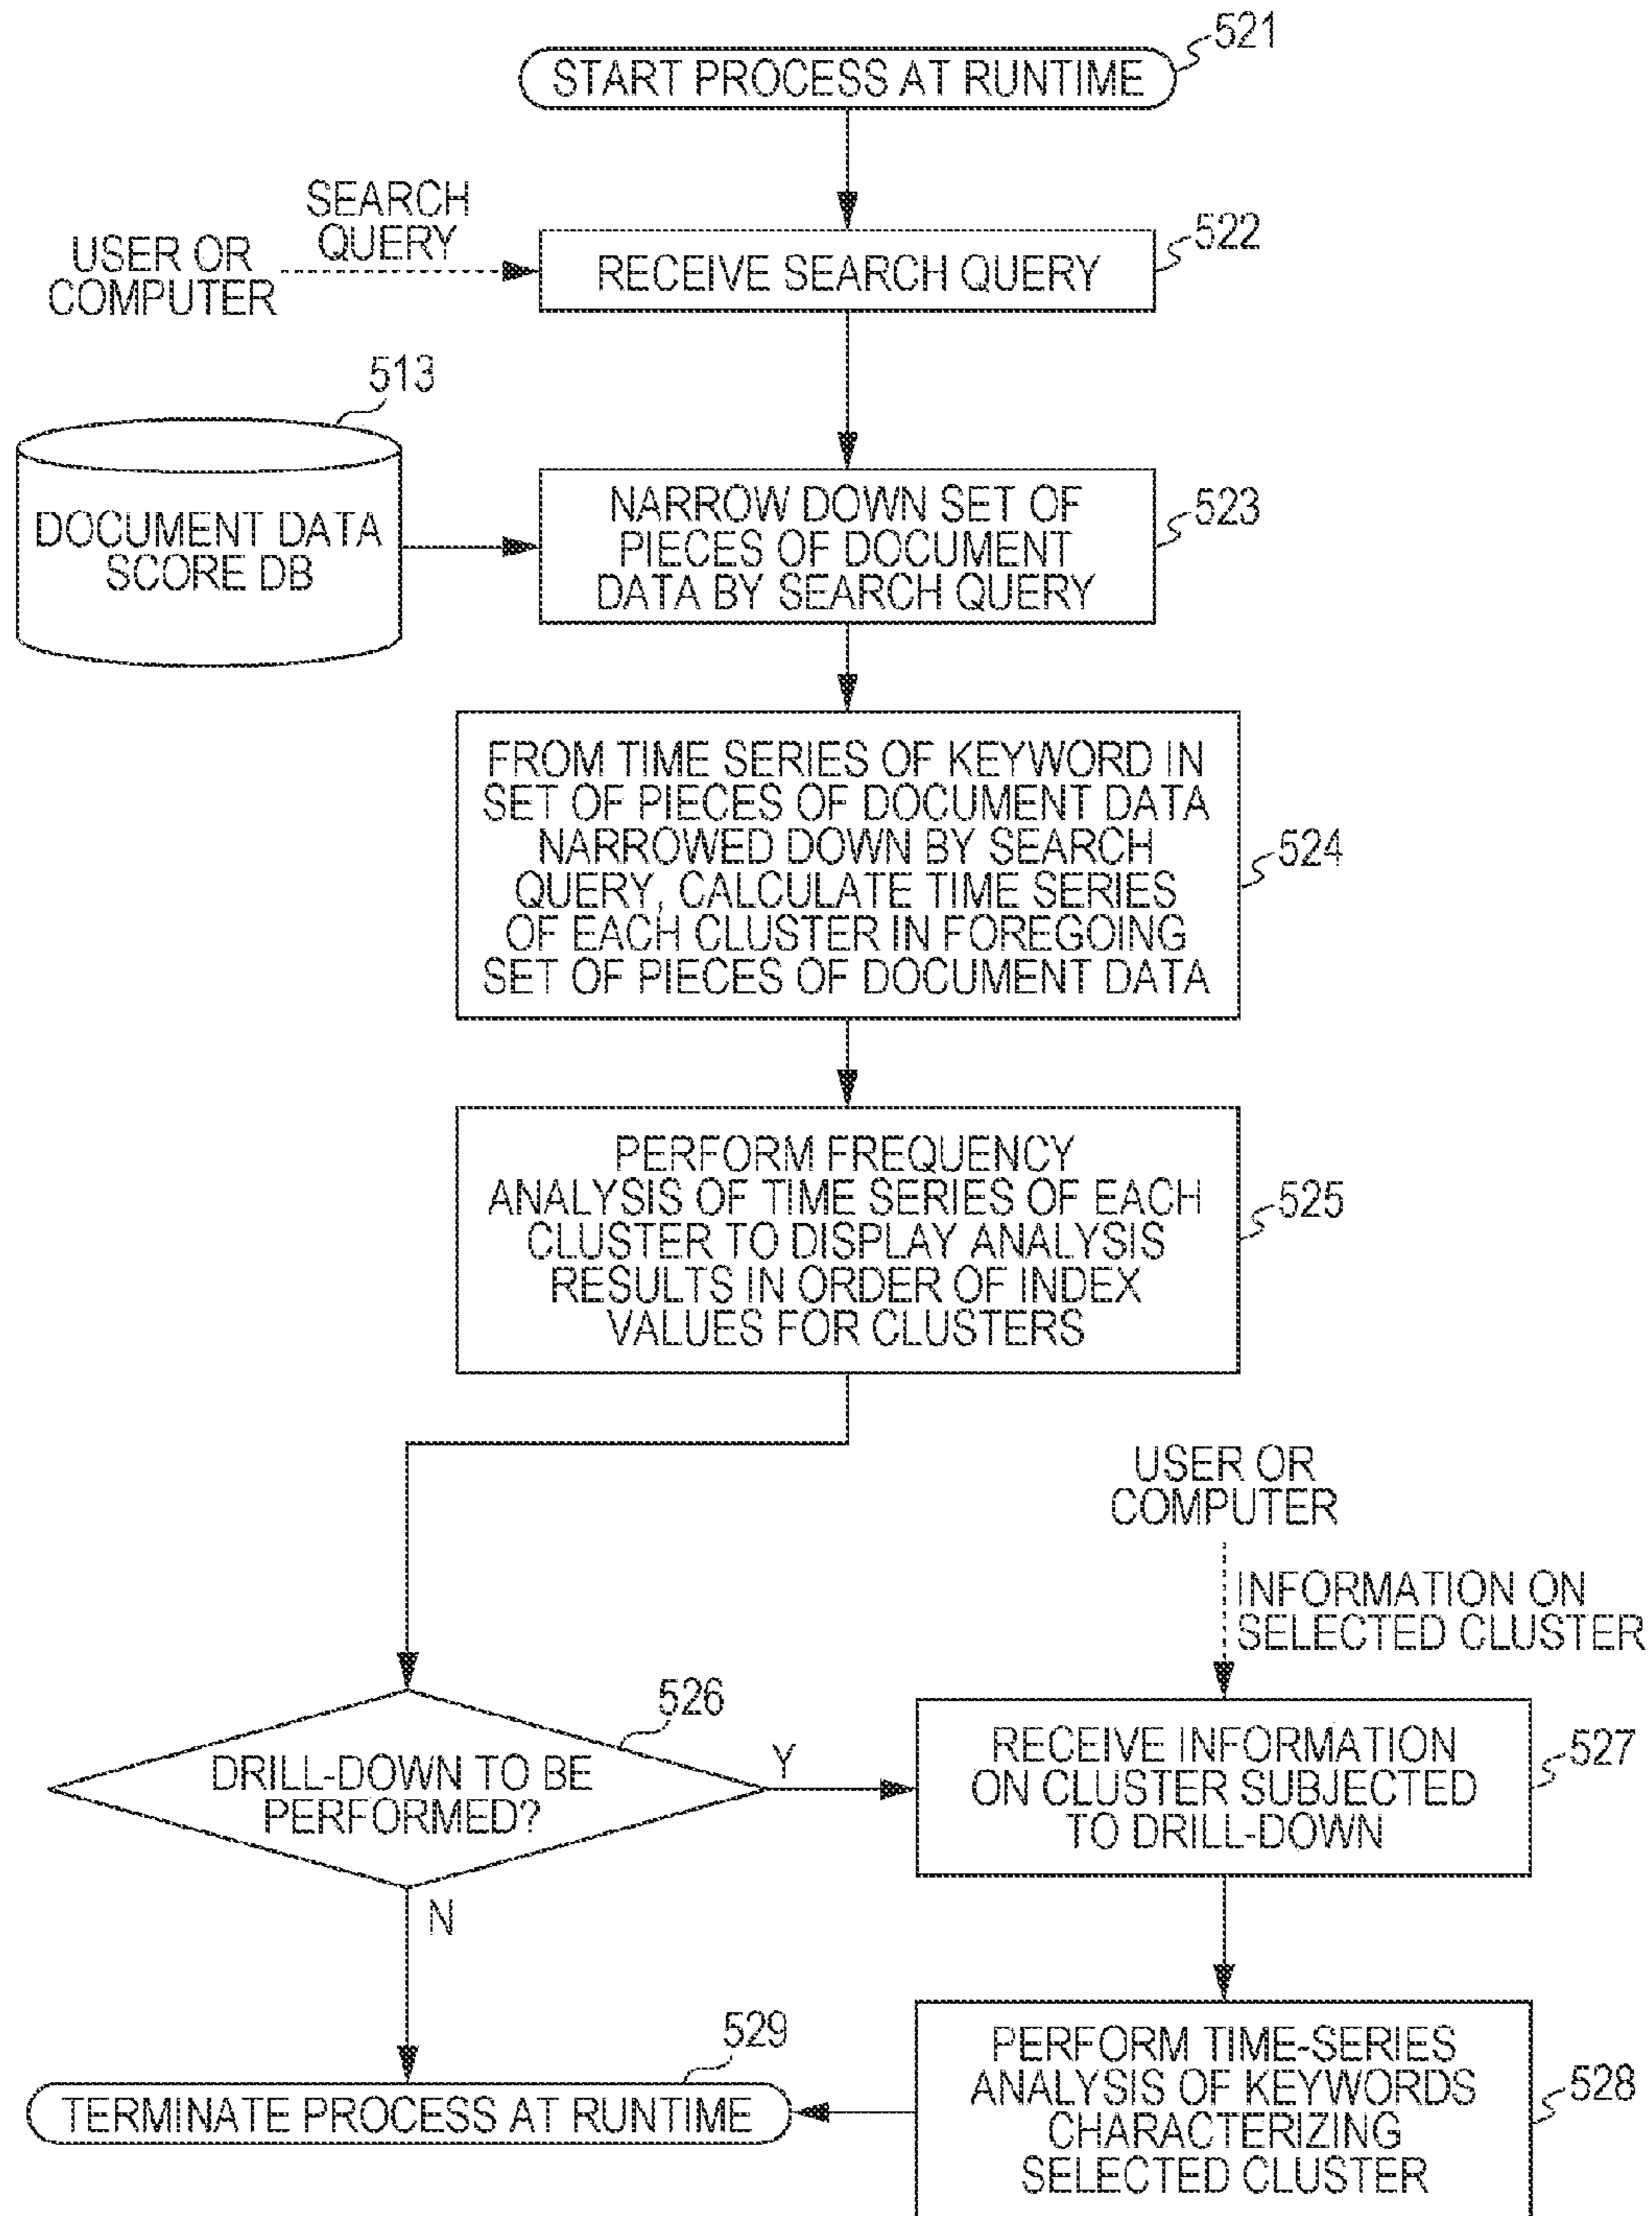 521
START PROCESS AT RUNTIME
SEARCH
QUERY
USER OR
COMPUTER
522
RECEIVE SEARCH QUERY
513
DOCUMENT DATA
SCORE DB
523
NARROW DOWN SET OF
PIECES OF DOCUMENT
DATA BY SEARCH QUERY
FROM TIME SERIES OF KEYWORD IN
SET OF PIECES OF DOCUMENT DATA
NARROWED DOWN BY SEARCH
QUERY, CALCULATE TIME SERIES
OF EACH CLUSTER IN FOREGOING
SET OF PIECES OF DOCUMENT DATA
524
PERFORM FREQUENCY
ANALYSIS OF TIME SERIES OF EACH
CLUSTER TO DISPLAY ANALYSIS
RESULTS IN ORDER OF INDEX
VALUES FOR CLUSTERS
525
USER OR
COMPUTER
INFORMATION ON
SELECTED CLUSTER
526
DRILL-DOWN TO BE
PERFORMED?
Y
N
RECEIVE INFORMATION
ON CLUSTER SUBJECTED
TO DRILL-DOWN
527
529
TERMINATE PROCESS AT RUNTIME
PERFORM TIME-SERIES
ANALYSIS OF KEYWORDS
CHARACTERIZING
SELECTED CLUSTER
528